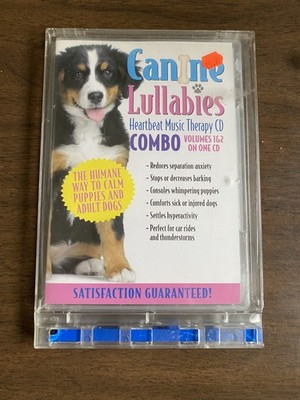 Canine
Lullabies
Heartbeat Music Therapy CD
COMBO VOLUMES 1&2
ON ONE CD
- Reduces separation anxiety
- Stops or decreases barking
- Consoles whimpering puppies
- Comforts sick or injured dogs
- Settles hyperactivity
- Perfect for car rides
and thunderstorms
THE HUMANE
WAY TO CALM
PUPPIES AND
ADULT DOGS
SATISFACTION GUARANTEED!